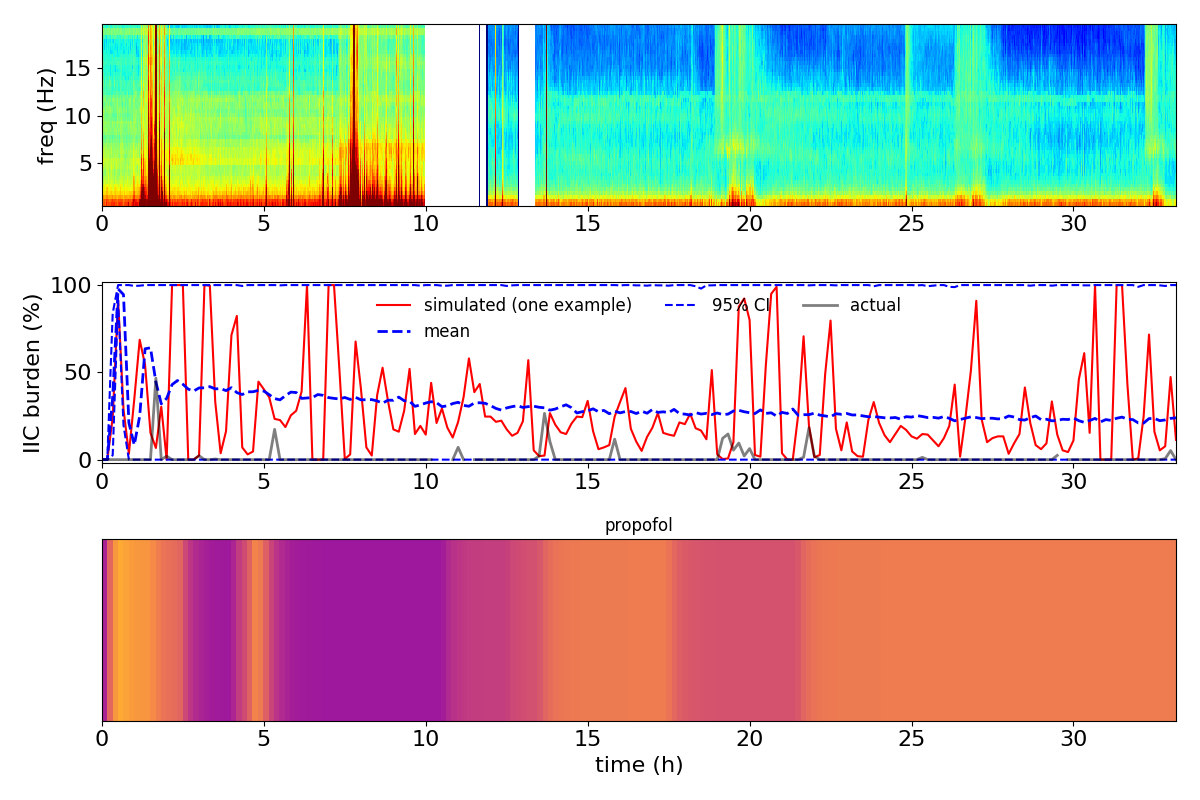 freq (Hz)
15
10
5
0 5 10 15 20 25 30
IIC burden (%)
100
50
0
simulated (one example) 95% CI actual
mean
0 5 10 15 20 25 30
propofol
0 5 10 15 20 25 30
time (h)